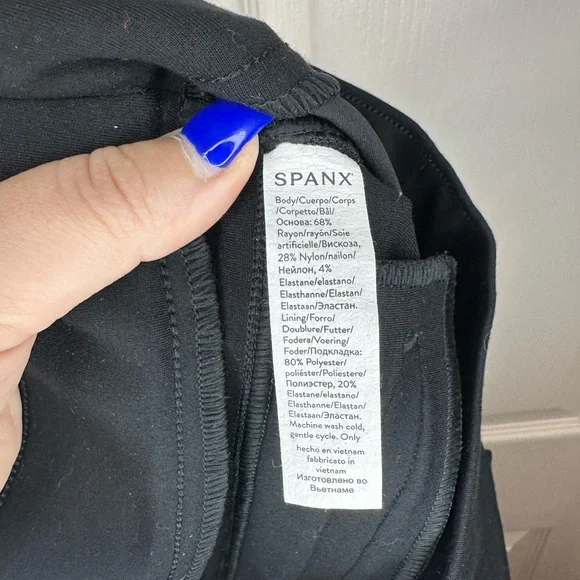 SPANX
Body/Cuerpo/Corps
/Corpetto/Bål/
Основа: 68%
Rayon/rayón/Soie
artificielle/Вискоза,
28% Nylon/nailon/
Нейлон, 4%
Elastane/elastano/
Elasthanne/Elastan/
Elastaan/Эластан.
Lining/Forro/
Doublure/Futter/
Fodera/Voering/
Foder/Подкладка:
80% Polyester/
poliéster/Poliestere/
Полиэстер, 20%
Elastane/elastano/
Elasthanne/Elastan/
Elastaan/Эластан.
Machine wash cold,
gentle cycle. Only
hecho en vietnam
fabbricato in
vietnam
Изготовлено во
Вьетнаме